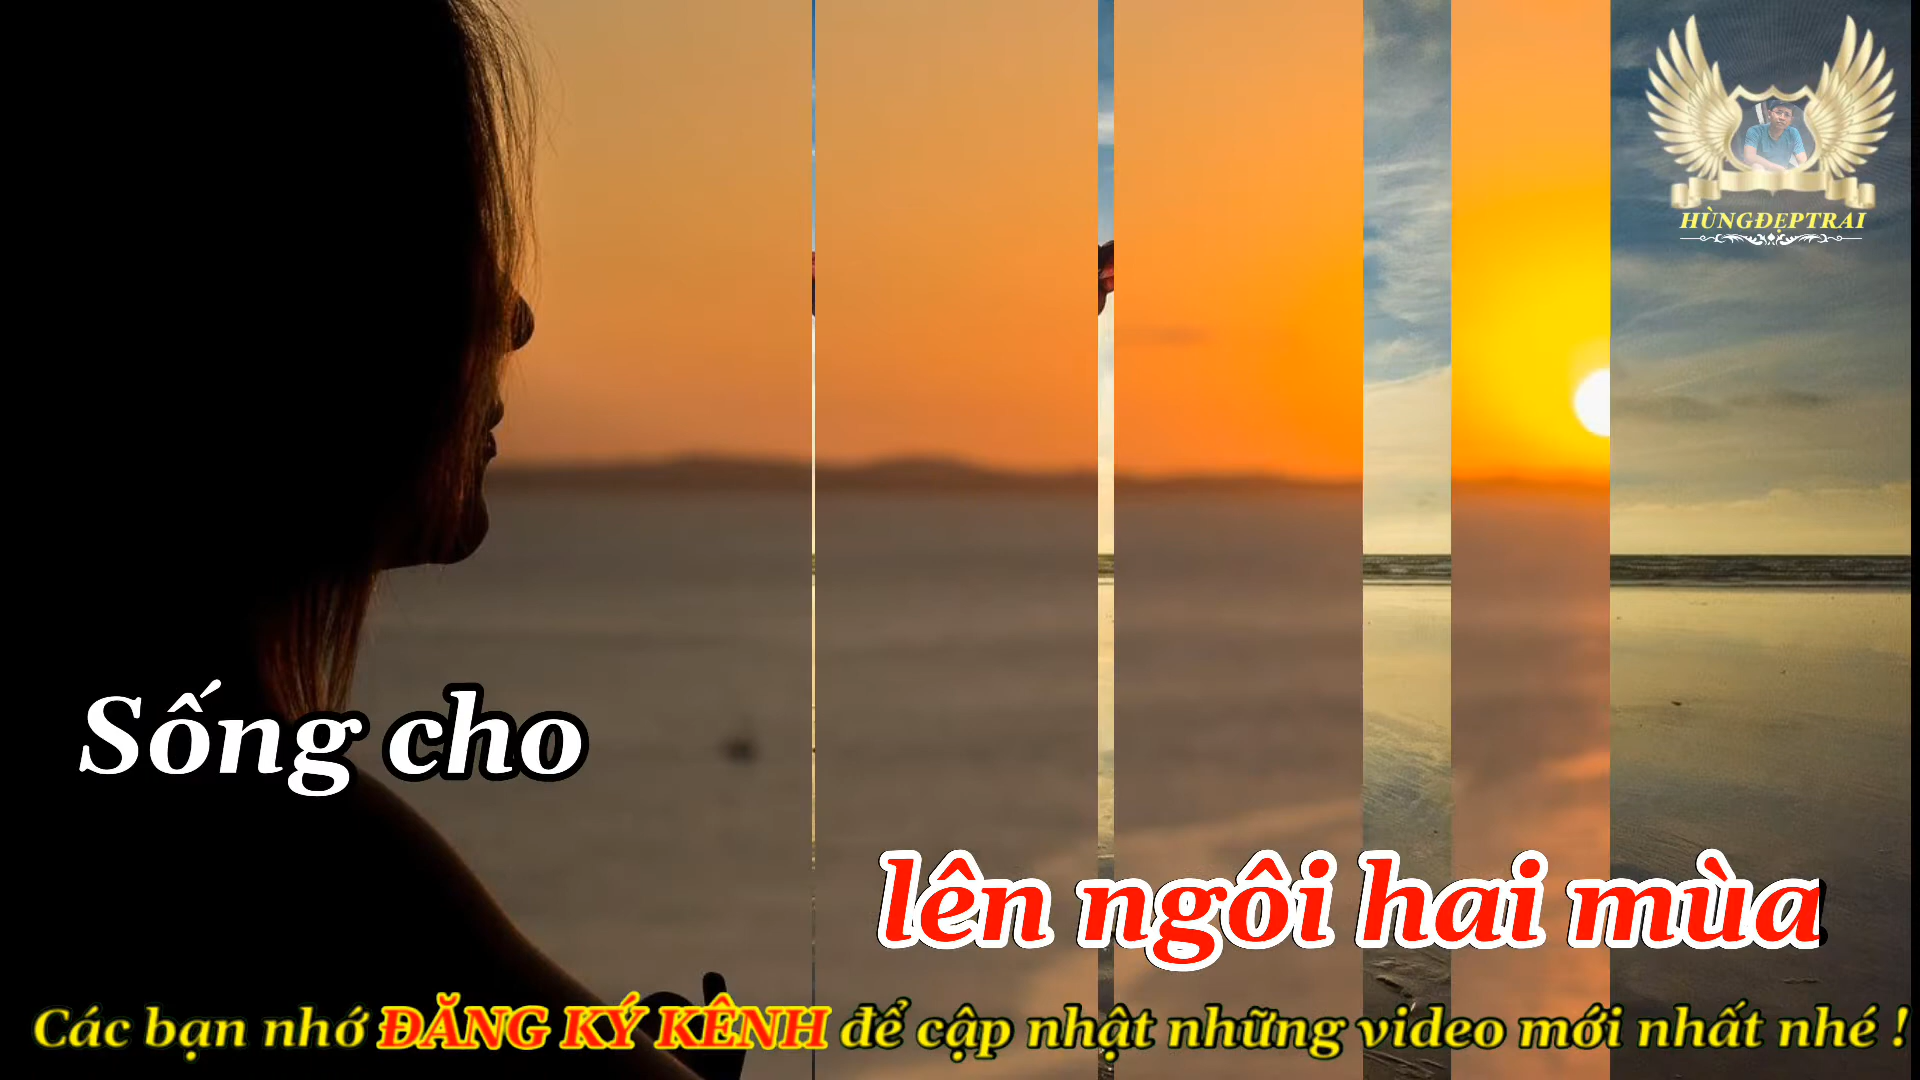 HÙNGĐẸPTRAI
Sống cho
lên ngôi hai mùa
Các bạn nhớ ĐĂNG KÝ KÊNH để cập nhật những video mới nhất nhé !